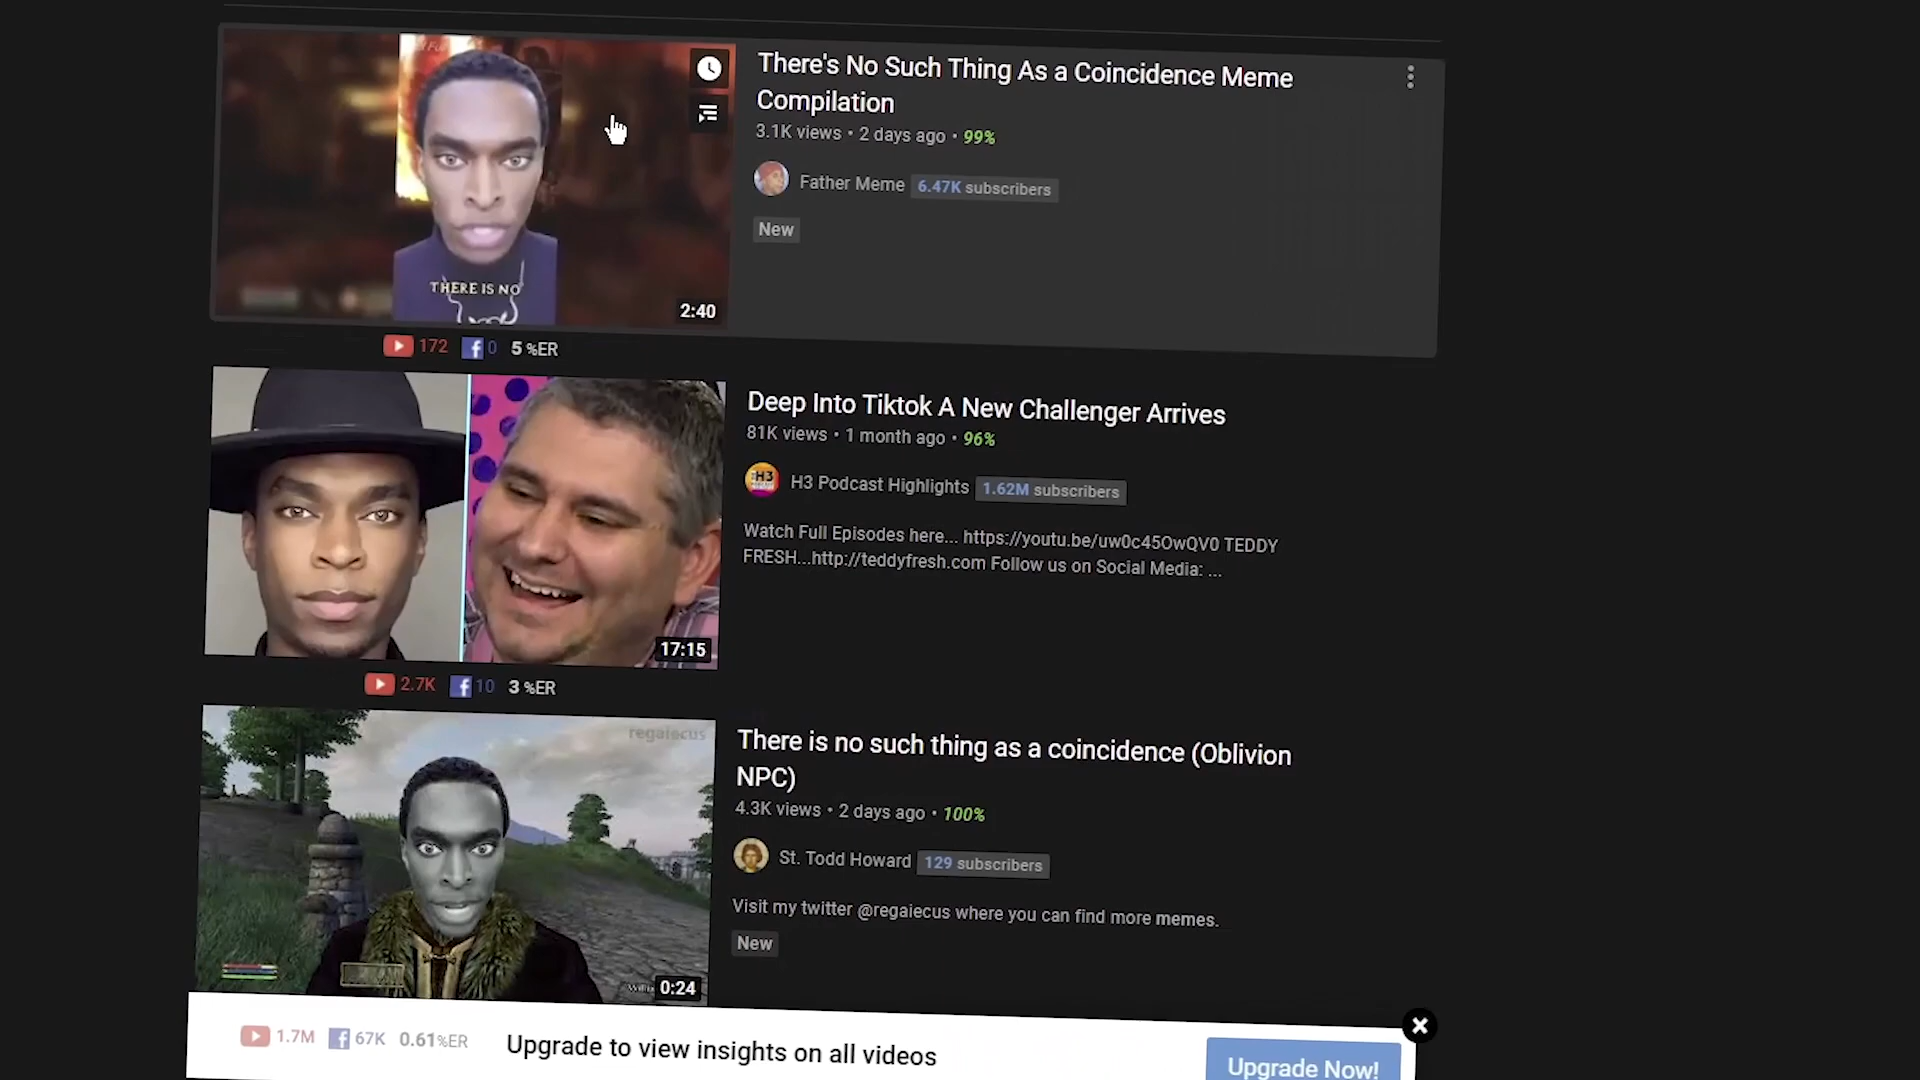 There's No Such Thing As a Coincidence Meme
Compilation
3.1K views • 2 days ago • 99%
Father Meme 6.47K subscribers
New
THERE IS NO
2:40
172 0 5 %ER
Deep Into Tiktok A New Challenger Arrives
81K views • 1 month ago • 96%
H3 H3 Podcast Highlights 1.62M subscribers
Watch Full Episodes here... https://youtu.be/uw0c45OwQV0 TEDDY
FRESH...http://teddyfresh.com Follow us on Social Media: ...
17:15
2.7K 10 3 %ER
regaiecus
There is no such thing as a coincidence (Oblivion
NPC)
4.3K views • 2 days ago • 100%
St. Todd Howard 129 subscribers
Visit my twitter @regaiecus where you can find more memes.
New
0:24
1.7M 67K 0.61%ER
Upgrade to view insights on all videos
Upgrade Now!